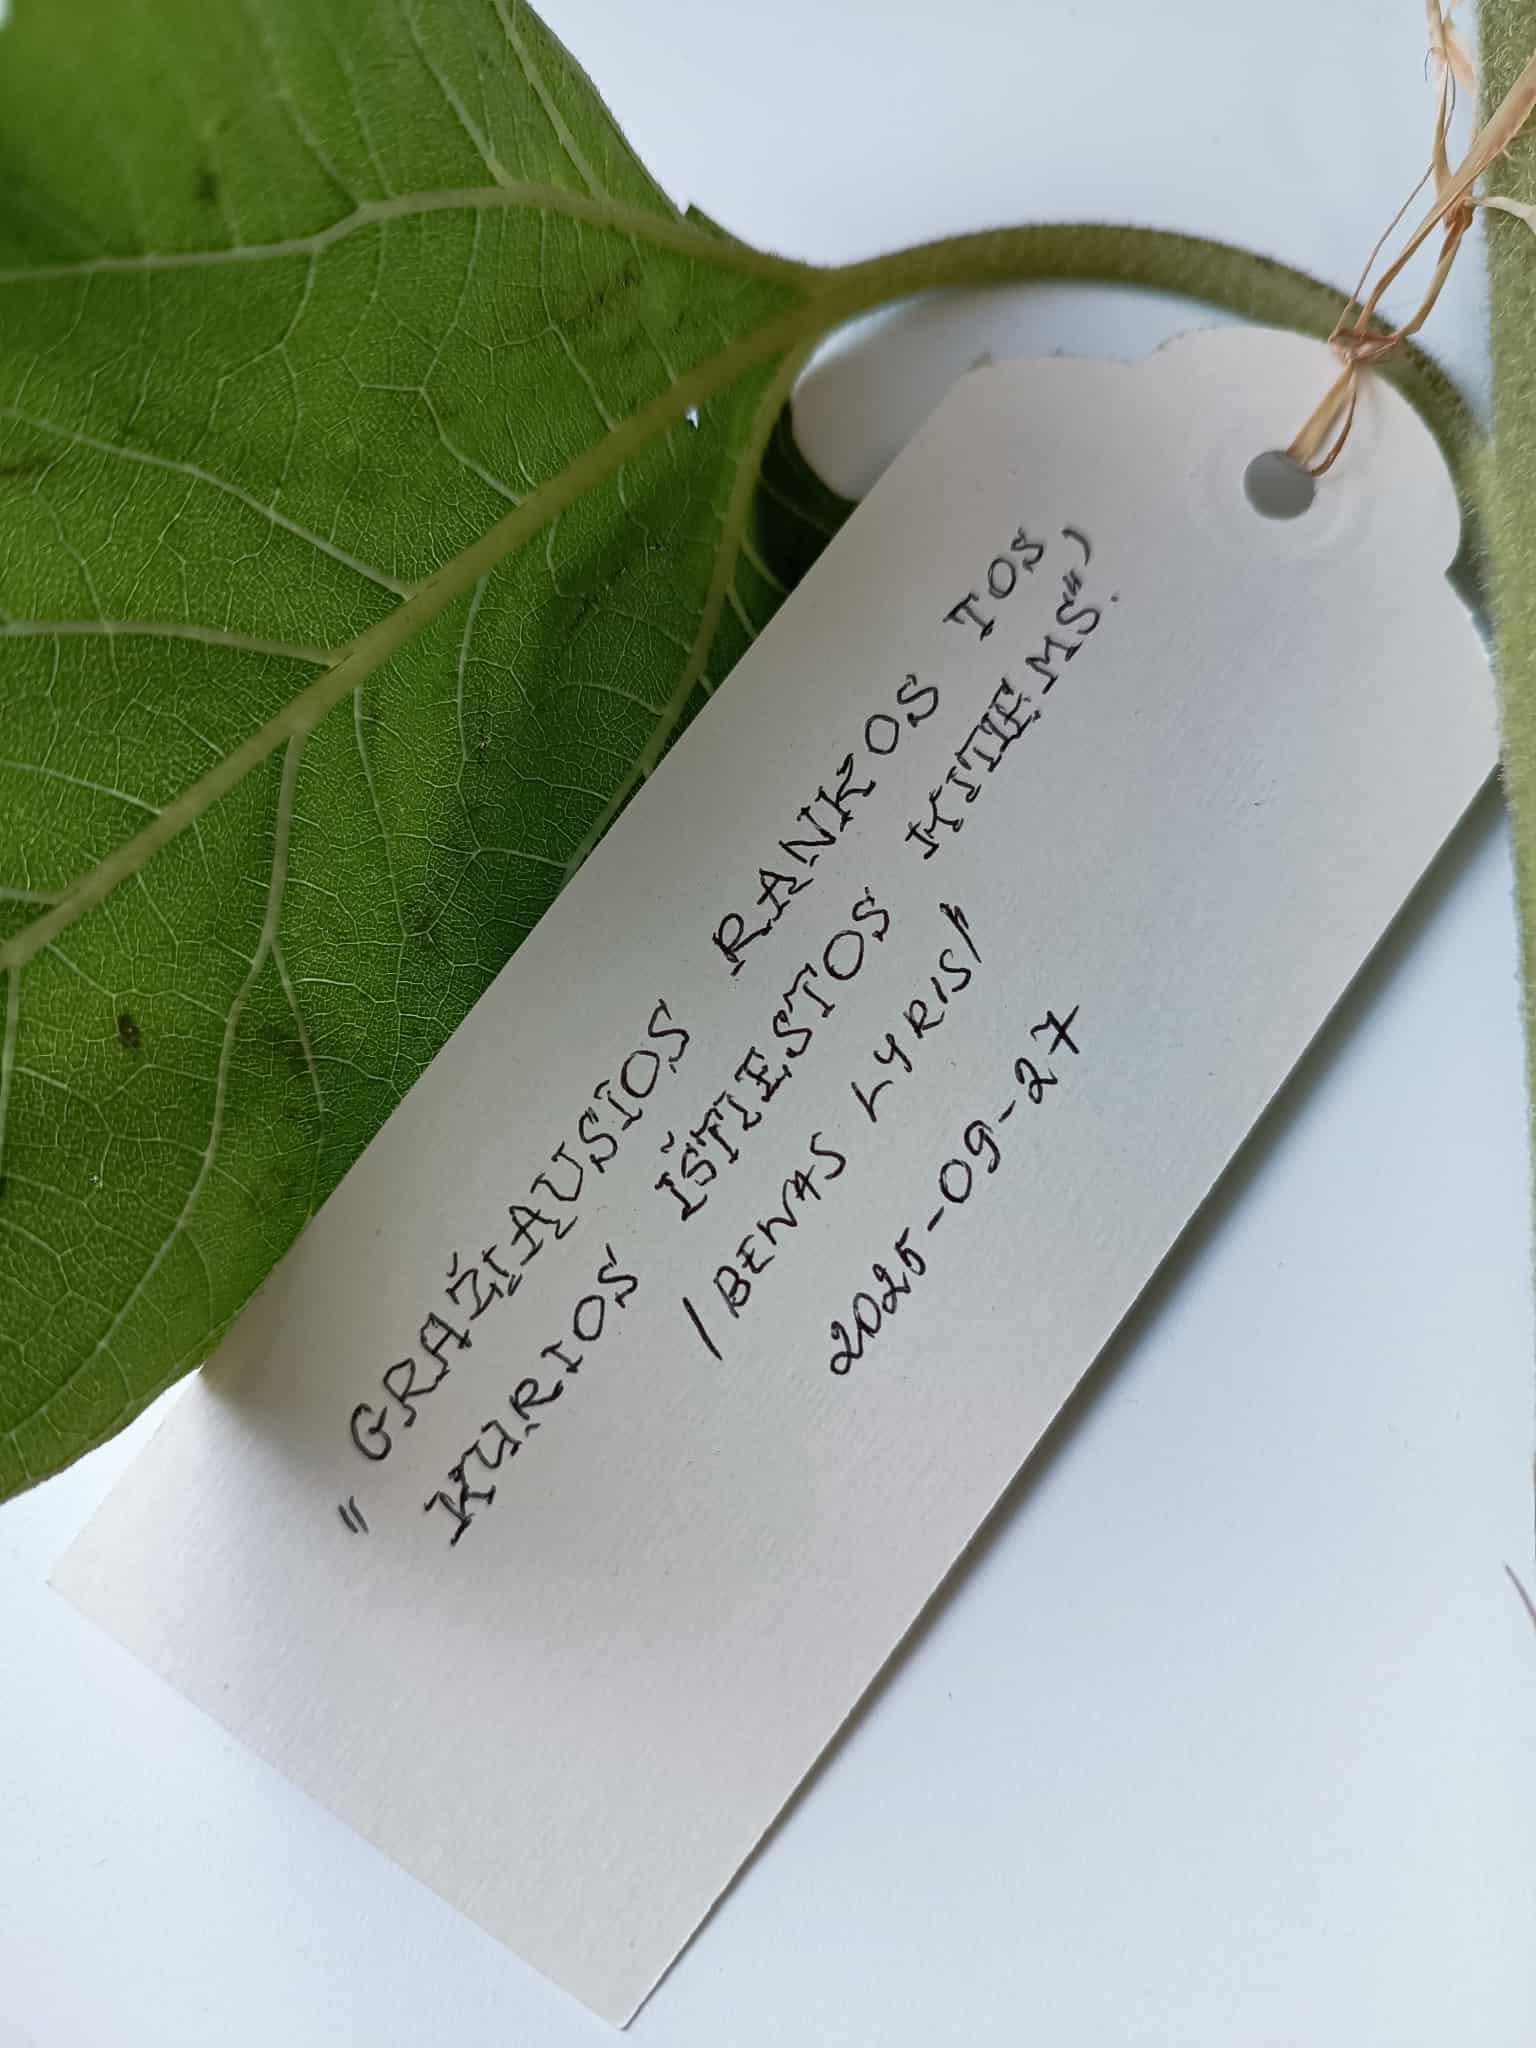 "GRAŽIAUSIOS RANKOS TOS,
KURIOS IŠTIESTOS KITIEMS",
/BENAS LYRIS/
2025-09-27